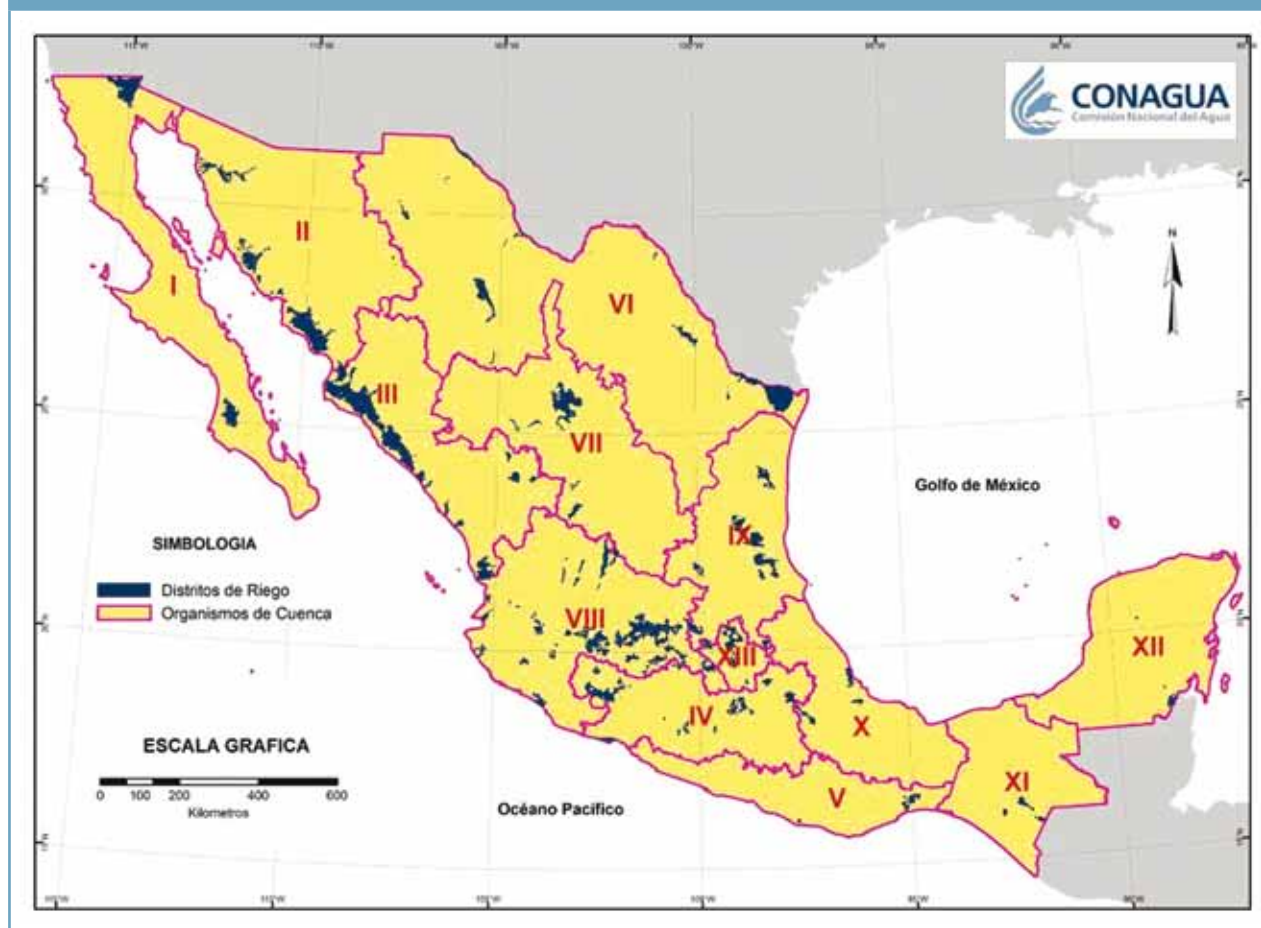 CONAGUA
Comisión Nacional del Agua
N
I
II
III
VI
VII
Golfo de México
IX
SIMBOLOGIA
Distritos de Riego
Organismos de Cuenca
VIII
XIII
XII
IV
X
ESCALA GRAFICA
XI
V
0 100 200 400 600
Kilometros
Océano Pacífico